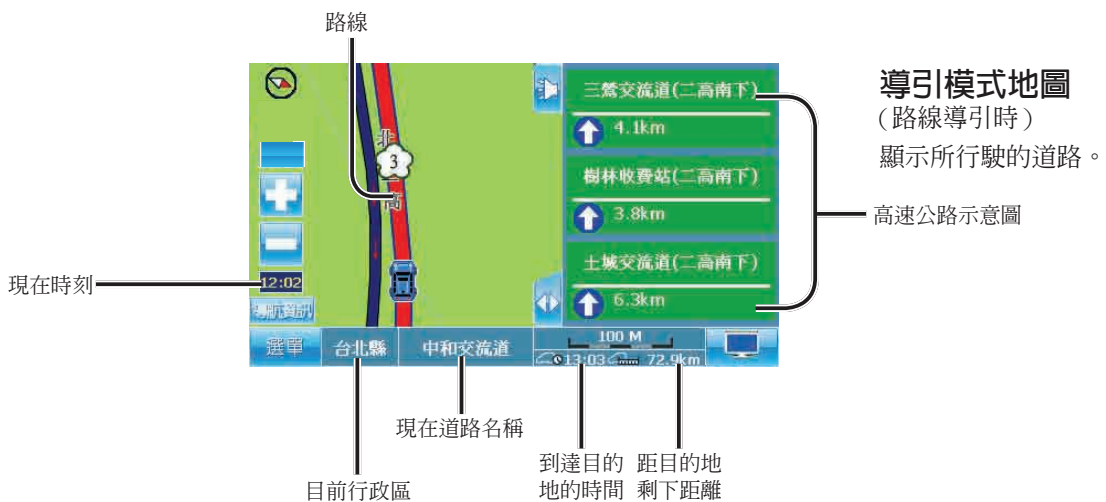 路線
導引模式地圖
(路線導引時)
顯示所行駛的道路。
三鶯交流道(二高南下)
4.1km
樹林收費站(二高南下)
3.8km
土城交流道(二高南下)
6.3km
高速公路示意圖
北二高
3
現在時刻
12:02
導航資訊
選單
台北縣
中和交流道
100 M
13:03
72.9km
現在道路名稱
目前行政區
到達目的
地的時間
距目的地
剩下距離